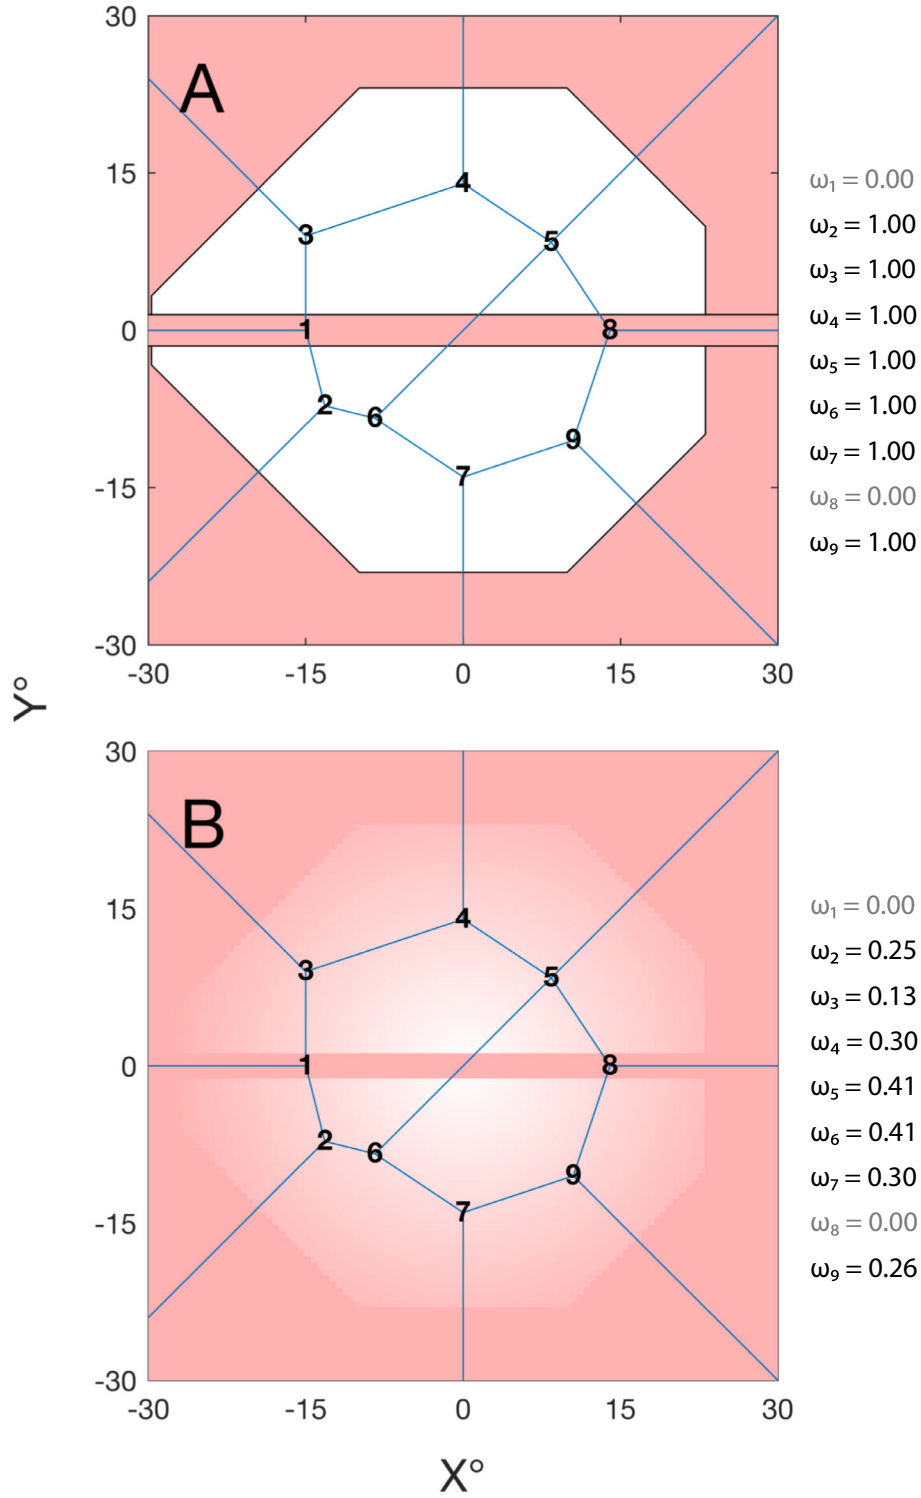 30
A
4
15
3
5
0
1
8
2
6
9
7
-15
-30
-30
-15
0
15
30
ω₁ = 0.00
ω₂ = 1.00
ω₃ = 1.00
ω₄ = 1.00
ω₅ = 1.00
ω₆ = 1.00
ω₇ = 1.00
ω₈ = 0.00
ω₉ = 1.00
Y°
30
B
4
15
3
5
0
1
8
2
6
9
7
-15
-30
-30
-15
0
15
30
ω₁ = 0.00
ω₂ = 0.25
ω₃ = 0.13
ω₄ = 0.30
ω₅ = 0.41
ω₆ = 0.41
ω₇ = 0.30
ω₈ = 0.00
ω₉ = 0.26
X°